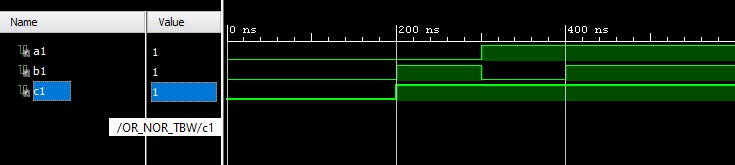 Name Value 0 ns 200 ns 400 ns
a1 1
b1 1
c1 1
/OR_NOR_TBW/c1